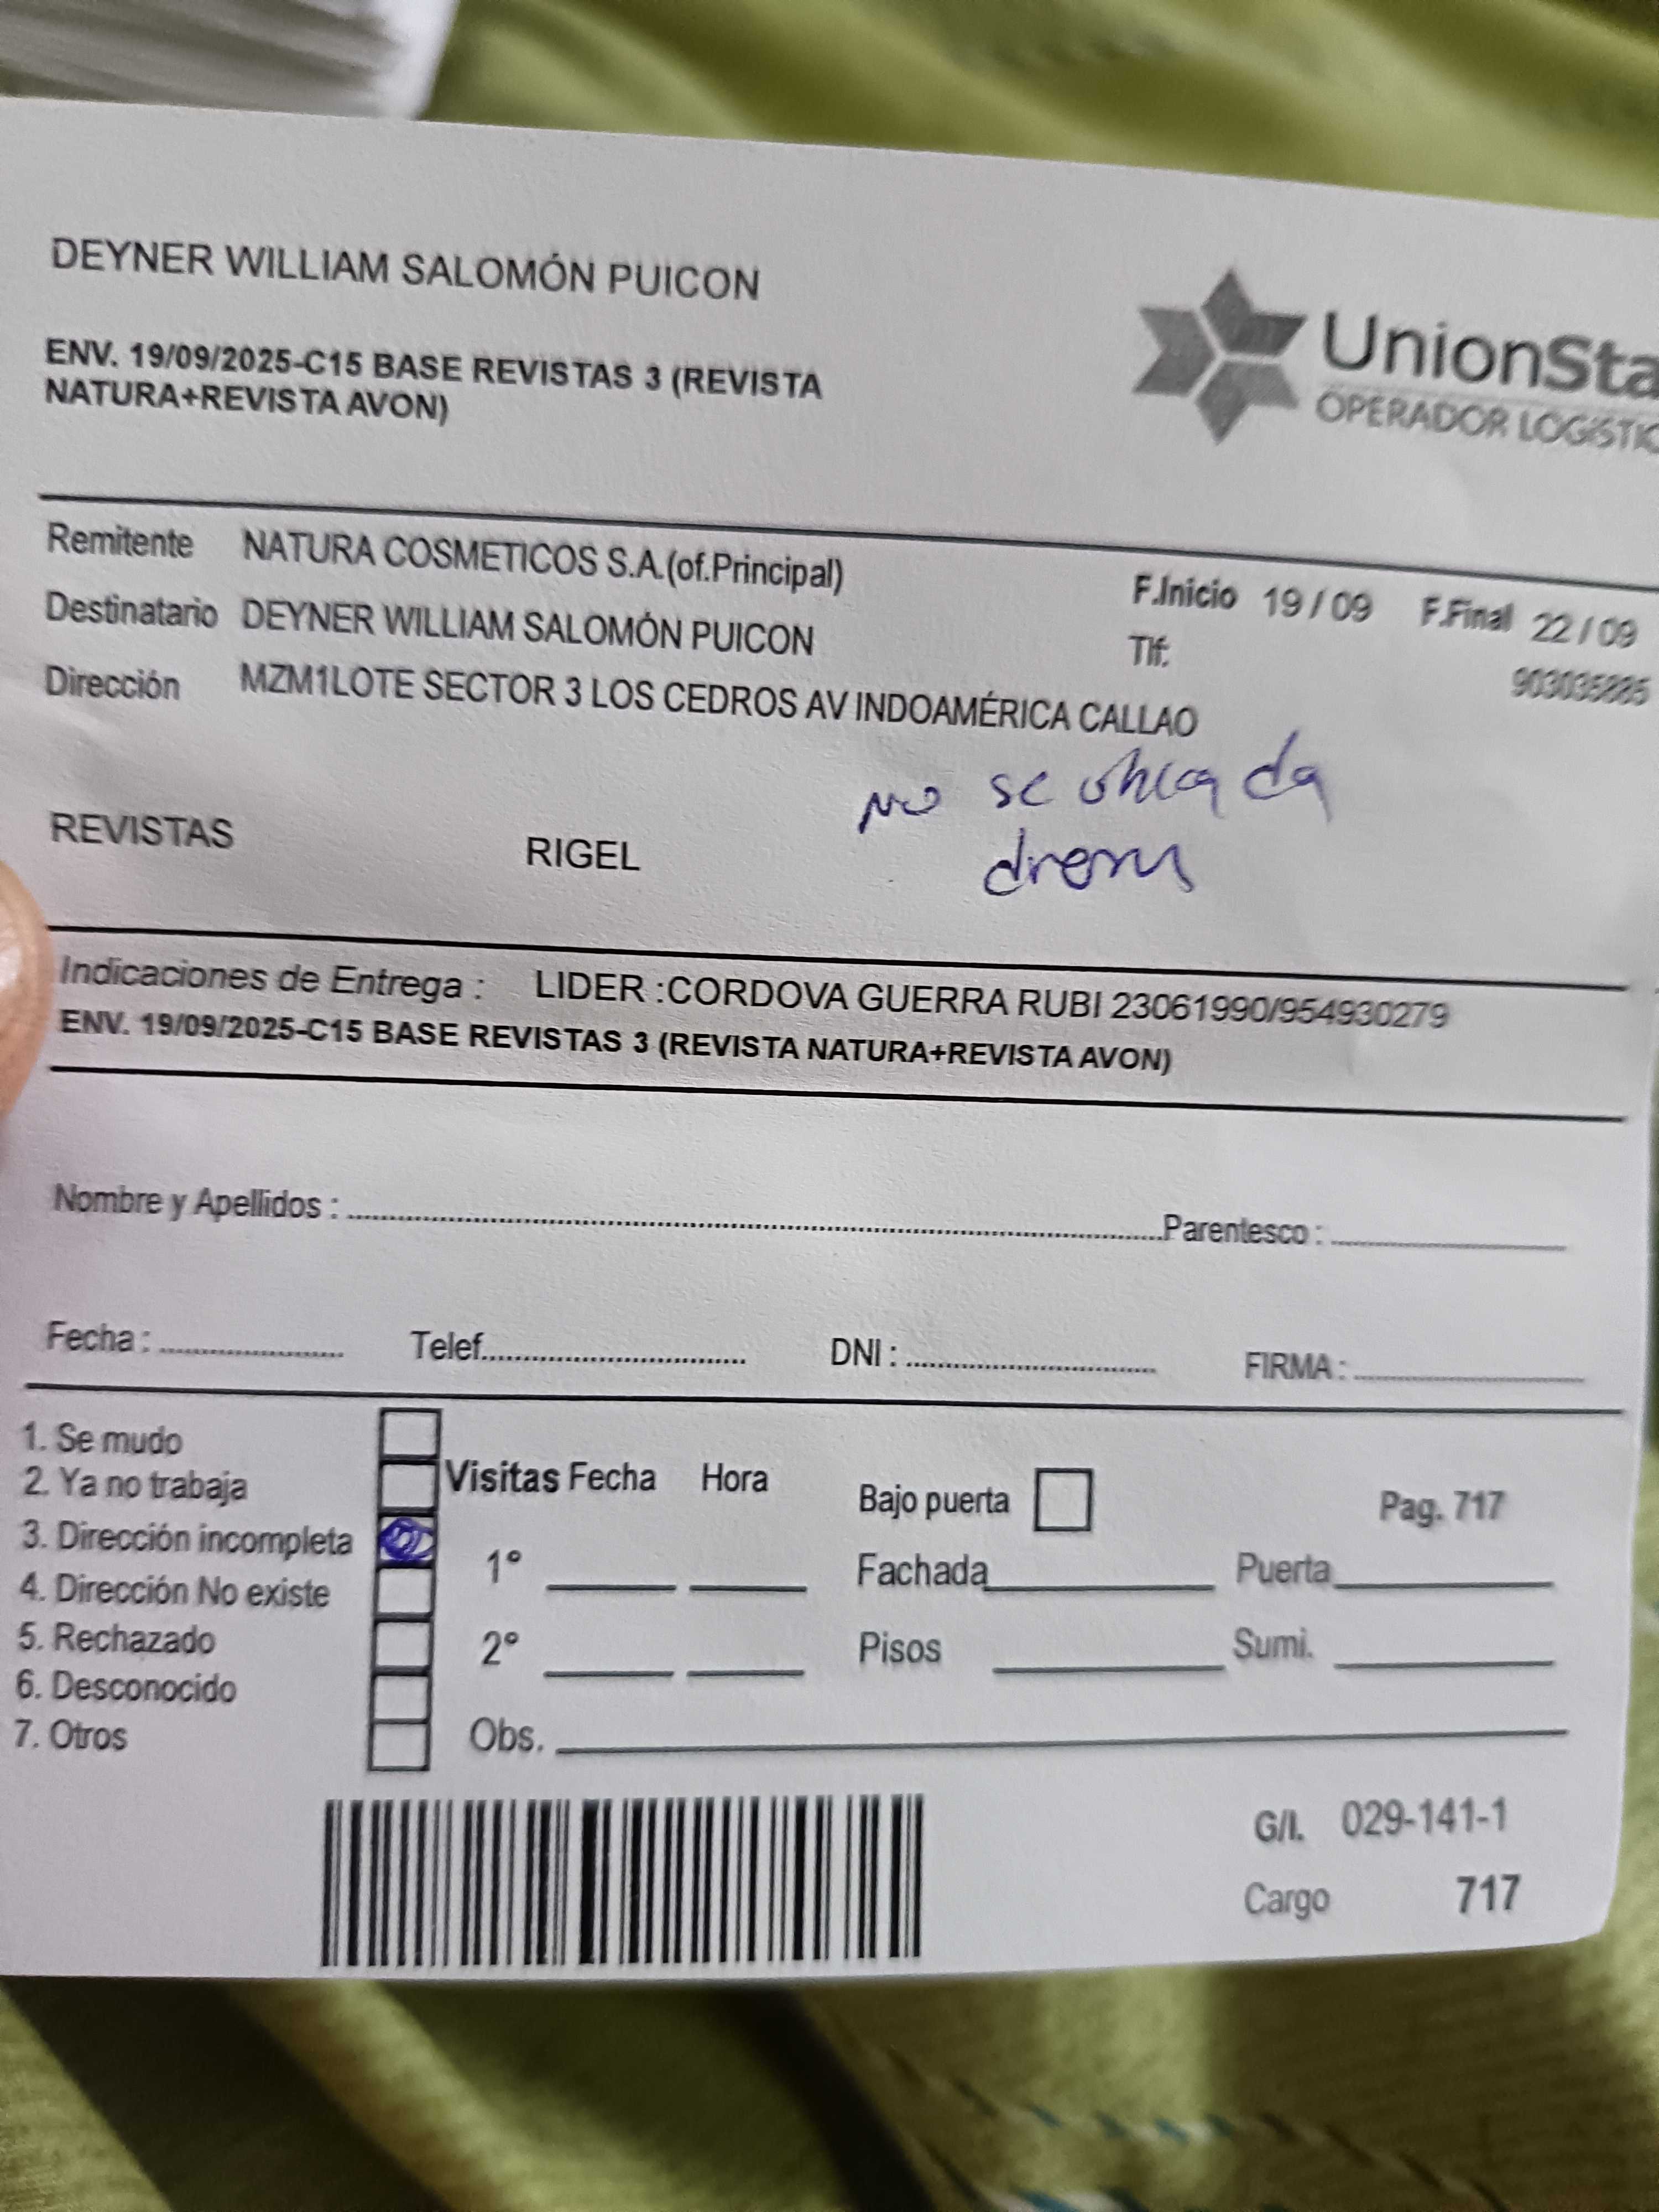 DEYNER WILLIAM SALOMÓN PUICON
ENV. 19/09/2025-C15 BASE REVISTAS 3 (REVISTA
NATURA+REVISTA AVON)
UnionSta
OPERADOR LOGÍSTIC
Remitente NATURA COSMETICOS S.A.(of.Principal)
F.Inicio 19 / 09 F.Final 22 / 09
Destinatario DEYNER WILLIAM SALOMÓN PUICON
Tlf:
903035885
Dirección MZM1LOTE SECTOR 3 LOS CEDROS AV INDOAMÉRICA CALLAO
no se
REVISTAS RIGEL
Indicaciones de Entrega : LIDER :CORDOVA GUERRA RUBI 23061990/954930279
ENV. 19/09/2025-C15 BASE REVISTAS 3 (REVISTA NATURA+REVISTA AVON)
Nombre y Apellidos : Parentesco :
Fecha : Telef. DNI : FIRMA :
1. Se mudo
2. Ya no trabaja
3. Dirección incompleta
4. Dirección No existe
5. Rechazado
6. Desconocido
7. Otros
Visitas Fecha Hora
1°
2°
Obs.
Bajo puerta
Fachada Puerta
Pisos Sumi.
Pag. 717
G/I. 029-141-1
Cargo 717